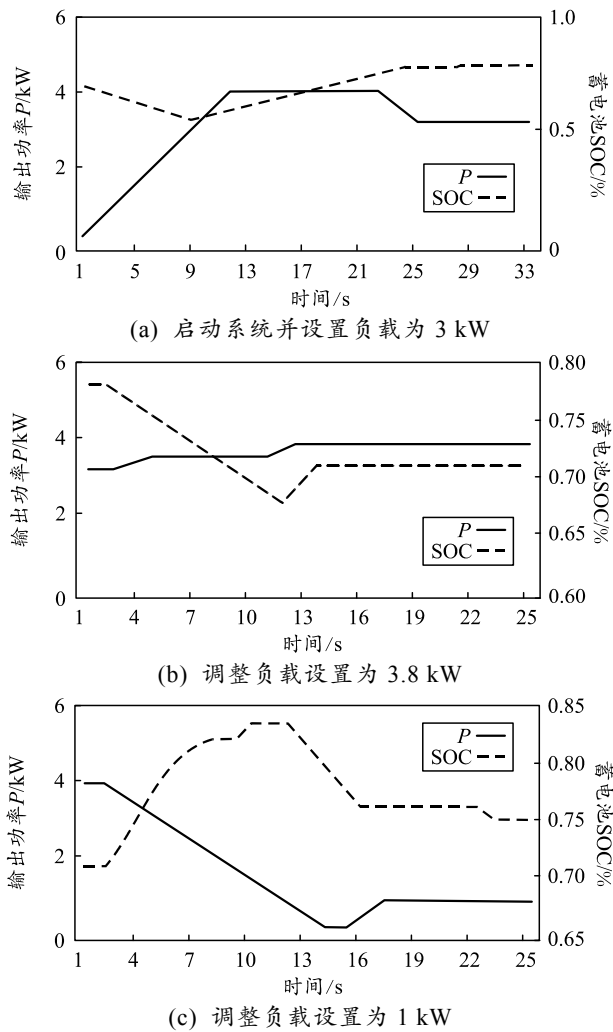 6 1.0
4
0.5
2
P
SOC
0 0
1 5 9 13 17 21 25 29 33
输出功率P/kW
蓄电池SOC/%
时间/s
(a) 启动系统并设置负载为 3 kW
6 0.80
0.75
4
0.70
2
0.65
P
SOC
0 0.60
1 4 7 10 13 16 19 22 25
输出功率P/kW
蓄电池SOC/%
时间/s
(b) 调整负载设置为 3.8 kW
6 0.85
P
SOC
0.80
4
0.75
2
0.70
0 0.65
1 4 7 10 13 16 19 22 25
输出功率P/kW
蓄电池SOC/%
时间/s
(c) 调整负载设置为 1 kW